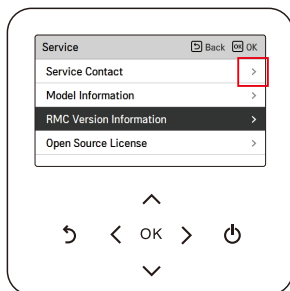 Service Back OK OK
Service Contact
Model Information
RMC Version Information
Open Source License
OK